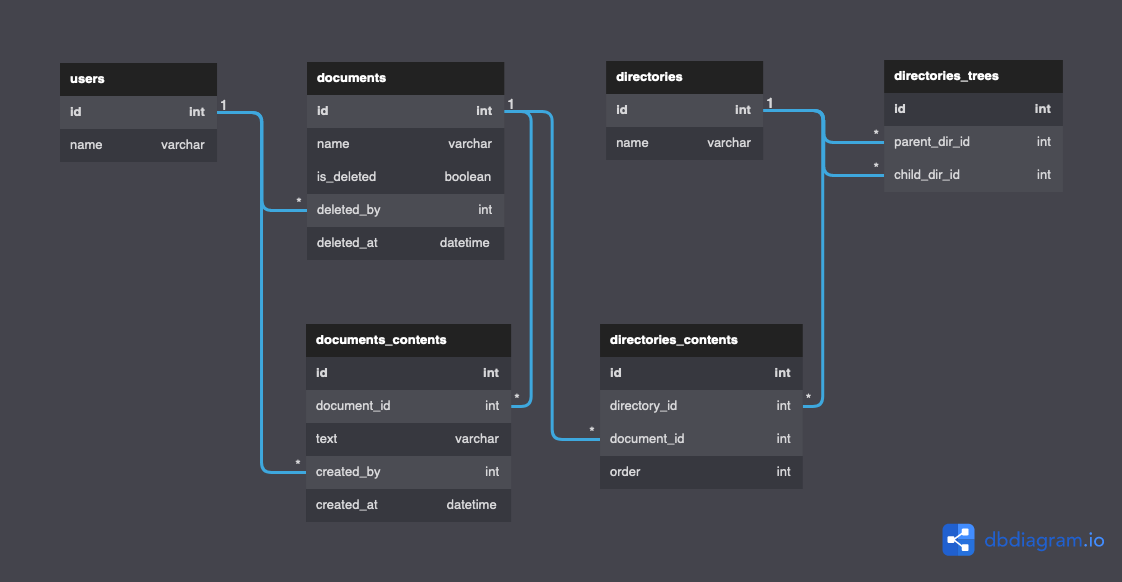 users
id int
name varchar
1
documents
id int
name varchar
is_deleted boolean
deleted_by int
deleted_at datetime
1
*
directories
id int
name varchar
1
directories_trees
id int
parent_dir_id int
child_dir_id int
*
*
documents_contents
id int
document_id int
text varchar
created_by int
created_at datetime
*
*
directories_contents
id int
directory_id int
document_id int
order int
*
*
dbdiagram.io